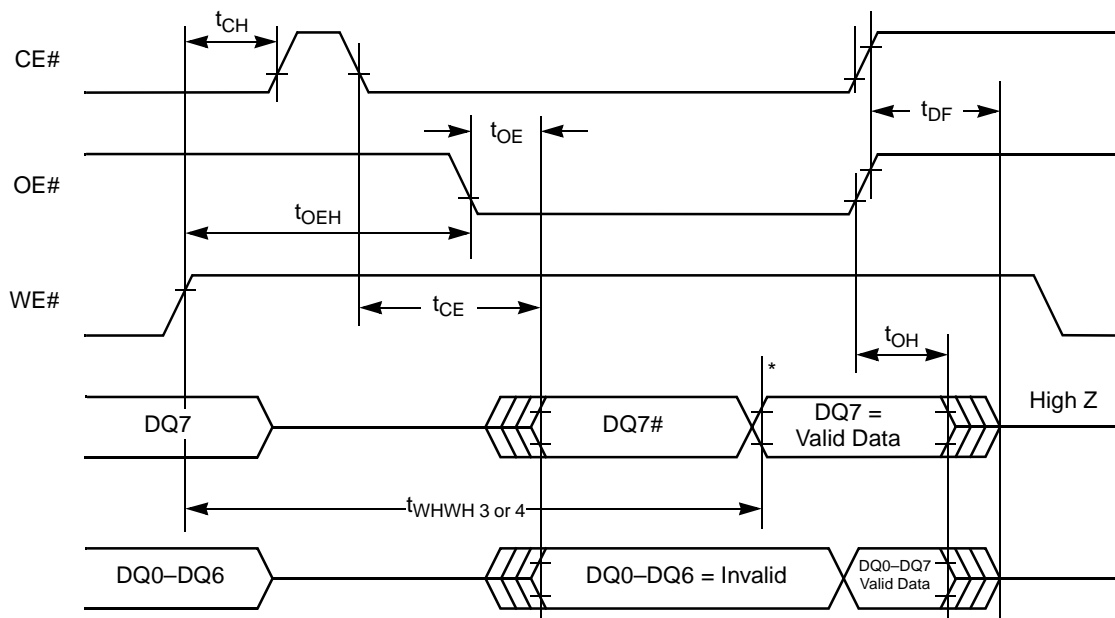 tCH
CE#
tDF
tOE
OE#
tOEH
WE#
tCE
tOH
*
DQ7
DQ7#
DQ7 =
Valid Data
High Z
tWHWH 3 or 4
DQ0–DQ6
DQ0–DQ6 = Invalid
DQ0–DQ7
Valid Data